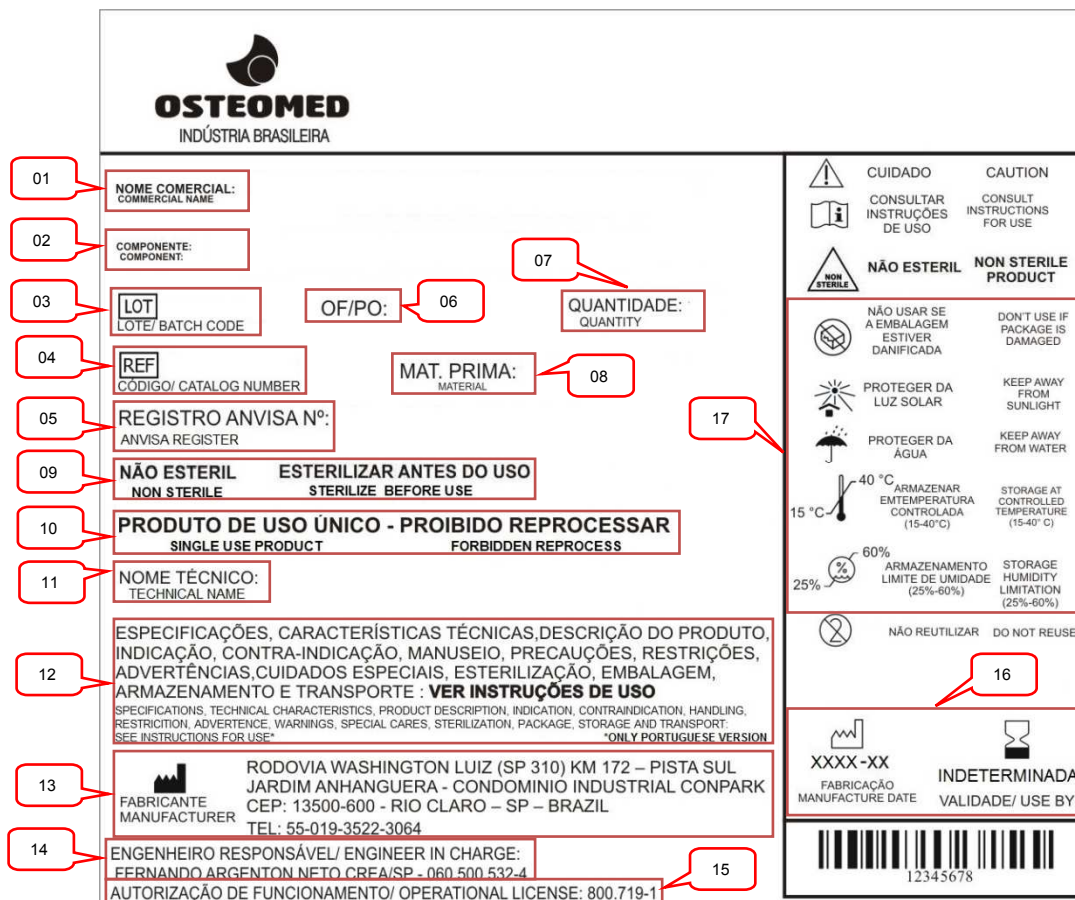 OSTEOMED
INDÚSTRIA BRASILEIRA
01
NOME COMERCIAL:
COMMERCIAL NAME
02
COMPONENTE:
COMPONENT:
03
LOT
LOTE/ BATCH CODE
OF/PO:
06
07
QUANTIDADE:
QUANTITY
04
REF
CÓDIGO/ CATALOG NUMBER
MAT. PRIMA:
MATERIAL
08
05
REGISTRO ANVISA Nº:
ANVISA REGISTER
09
NÃO ESTERIL ESTERILIZAR ANTES DO USO
NON STERILE STERILIZE BEFORE USE
10
PRODUTO DE USO ÚNICO - PROIBIDO REPROCESSAR
SINGLE USE PRODUCT FORBIDDEN REPROCESS
11
NOME TÉCNICO:
TECHNICAL NAME
12
ESPECIFICAÇÕES, CARACTERÍSTICAS TÉCNICAS,DESCRIÇÃO DO PRODUTO,
INDICAÇÃO, CONTRA-INDICAÇÃO, MANUSEIO, PRECAUÇÕES, RESTRIÇÕES,
ADVERTÊNCIAS,CUIDADOS ESPECIAIS, ESTERILIZAÇÃO, EMBALAGEM,
ARMAZENAMENTO E TRANSPORTE : VER INSTRUÇÕES DE USO
SPECIFICATIONS, TECHNICAL CHARACTERISTICS, PRODUCT DESCRIPTION, INDICATION, CONTRAINDICATION, HANDLING,
RESTRICITION, ADVERTENCE, WARNINGS, SPECIAL CARES, STERILIZATION, PACKAGE, STORAGE AND TRANSPORT:
SEE INSTRUCTIONS FOR USE* *ONLY PORTUGUESE VERSION
13
FABRICANTE
MANUFACTURER
RODOVIA WASHINGTON LUIZ (SP 310) KM 172 – PISTA SUL
JARDIM ANHANGUERA - CONDOMINIO INDUSTRIAL CONPARK
CEP: 13500-600 - RIO CLARO – SP – BRAZIL
TEL: 55-019-3522-3064
14
ENGENHEIRO RESPONSÁVEL/ ENGINEER IN CHARGE:
FERNANDO ARGENTON NETO CREA/SP - 060.500.532-4
15
AUTORIZAÇÃO DE FUNCIONAMENTO/ OPERATIONAL LICENSE: 800.719-1
CUIDADO CAUTION
CONSULTAR
INSTRUÇÕES
DE USO
CONSULT
INSTRUCTIONS
FOR USE
NON
STERILE
NÃO ESTERIL
NON STERILE
PRODUCT
17
NÃO USAR SE
A EMBALAGEM
ESTIVER
DANIFICADA
DON'T USE IF
PACKAGE IS
DAMAGED
PROTEGER DA
LUZ SOLAR
KEEP AWAY
FROM
SUNLIGHT
PROTEGER DA
ÁGUA
KEEP AWAY
FROM WATER
40 °C
15 °C
ARMAZENAR
EMTEMPERATURA
CONTROLADA
(15-40°C)
STORAGE AT
CONTROLLED
TEMPERATURE
(15-40° C)
60%
%
25%
ARMAZENAMENTO
LIMITE DE UMIDADE
(25%-60%)
STORAGE
HUMIDITY
LIMITATION
(25%-60%)
2
NÃO REUTILIZAR DO NOT REUSE
16
XXXX-XX
FABRICAÇÃO
MANUFACTURE DATE
INDETERMINADA
VALIDADE/ USE BY
12345678